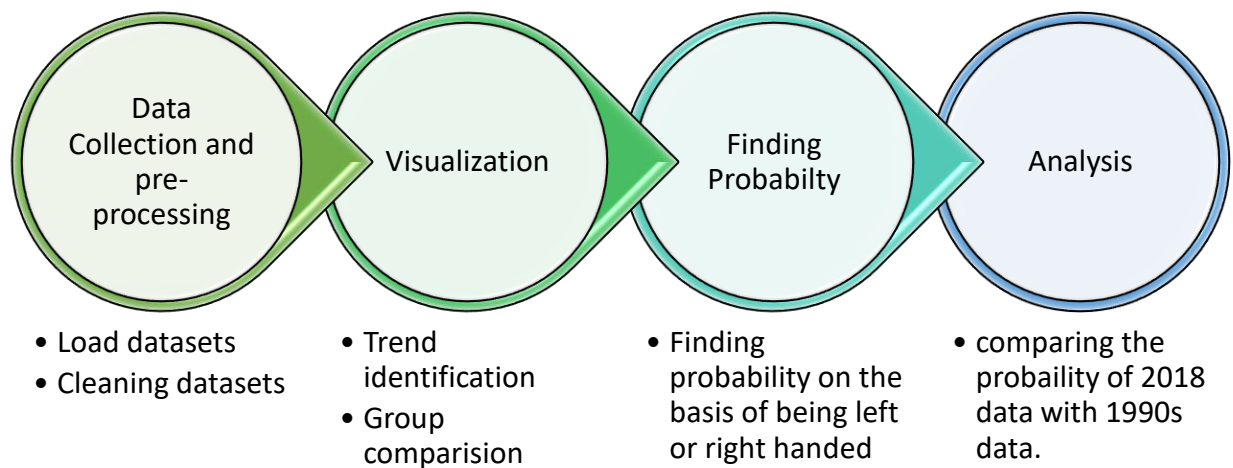 Data
Collection and
pre-
processing
Visualization
Finding
Probabilty
Analysis
• Load datasets
• Cleaning datasets
• Trend
identification
• Group
comparision
• Finding
probability on the
basis of being left
or right handed
• comparing the
probaility of 2018
data with 1990s
data.